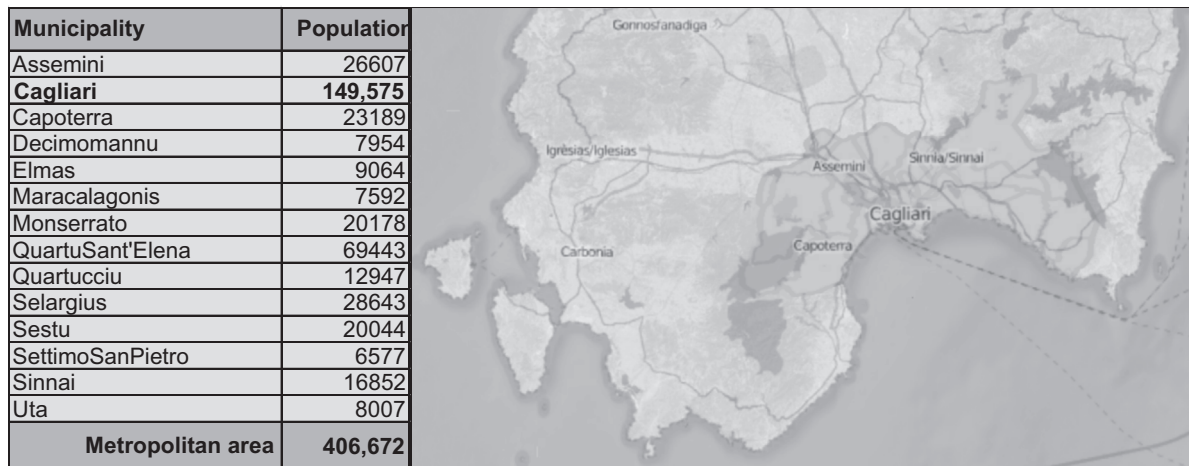 Municipality Population
Assemini 26607
Cagliari 149,575
Capoterra 23189
Decimomannu 7954
Elmas 9064
Maracalagonis 7592
Monserrato 20178
QuartuSant'Elena 69443
Quartucciu 12947
Selargius 28643
Sestu 20044
SettimoSanPietro 6577
Sinnai 16852
Uta 8007
Metropolitan area 406,672
Gonnosfanadiga
Igrèsias/Iglesias
Assemini
Sinnia/Sinnai
Cagliari
Capoterra
Carbonia